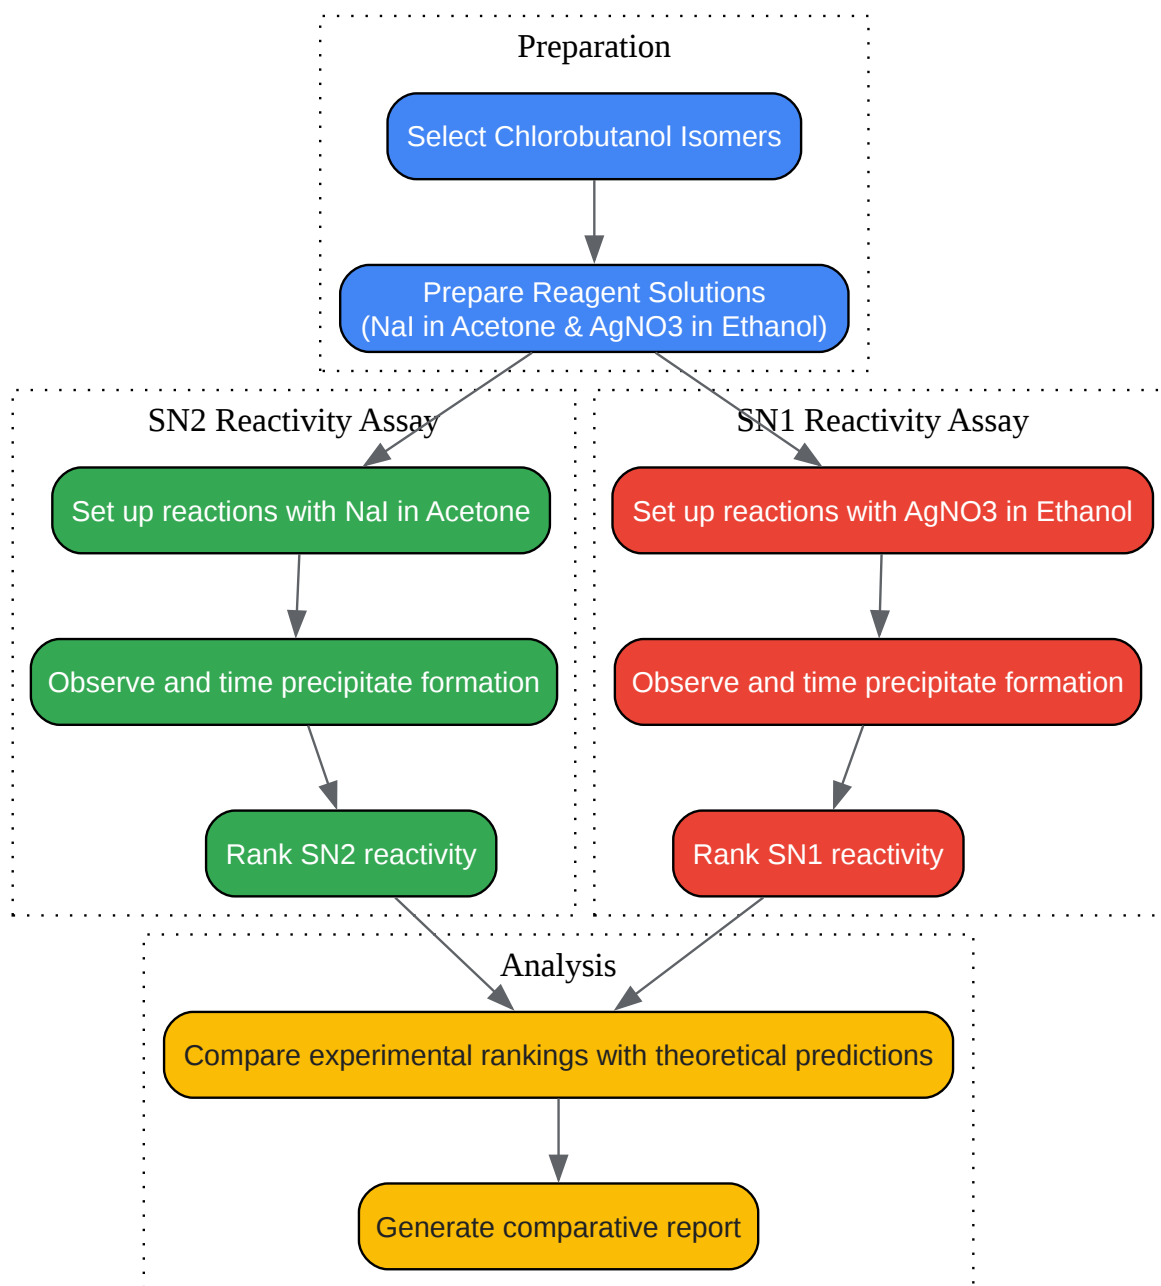 Preparation
Select Chlorobutanol Isomers
Prepare Reagent Solutions
(NaI in Acetone & AgNO3 in Ethanol)
SN2 Reactivity Assay
Set up reactions with NaI in Acetone
Observe and time precipitate formation
Rank SN2 reactivity
SN1 Reactivity Assay
Set up reactions with AgNO3 in Ethanol
Observe and time precipitate formation
Rank SN1 reactivity
Analysis
Compare experimental rankings with theoretical predictions
Generate comparative report